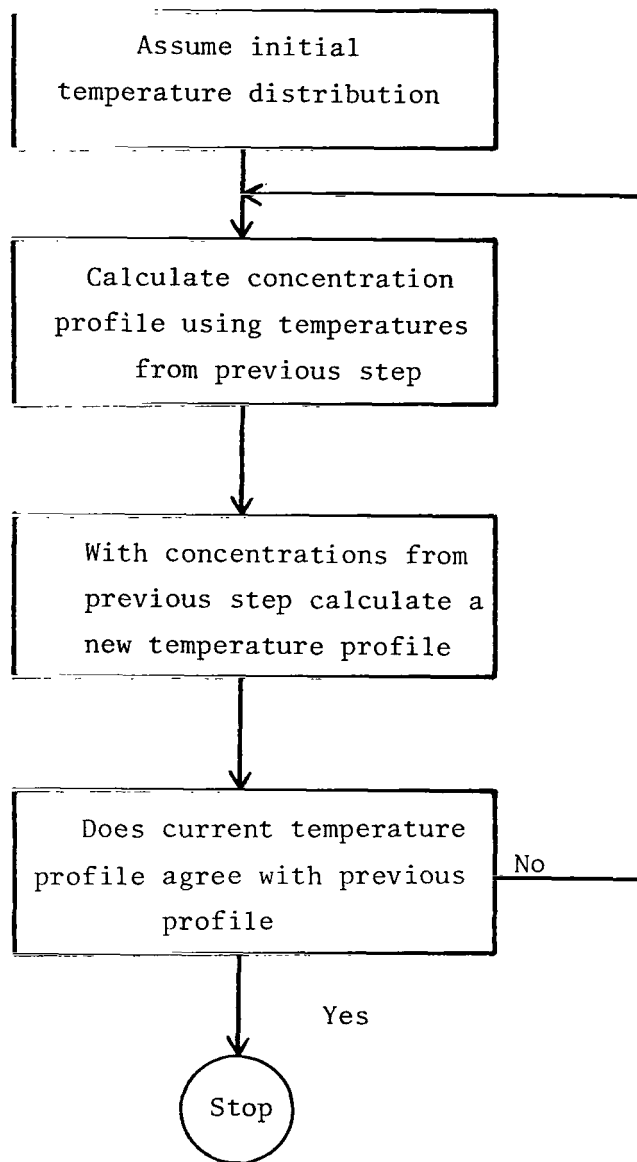 Assume initial
temperature distribution
Calculate concentration
profile using temperatures
from previous step
With concentrations from
previous step calculate a
new temperature profile
Does current temperature
profile agree with previous
profile
No
Yes
Stop